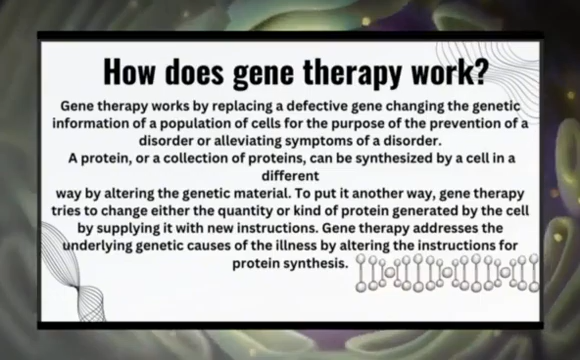 How does gene therapy work?
Gene therapy works by replacing a defective gene changing the genetic
information of a population of cells for the purpose of the prevention of a
disorder or alleviating symptoms of a disorder.
A protein, or a collection of proteins, can be synthesized by a cell in a
different
way by altering the genetic material. To put it another way, gene therapy
tries to change either the quantity or kind of protein generated by the cell
by supplying it with new instructions. Gene therapy addresses the
underlying genetic causes of the illness by altering the instructions for
protein synthesis.